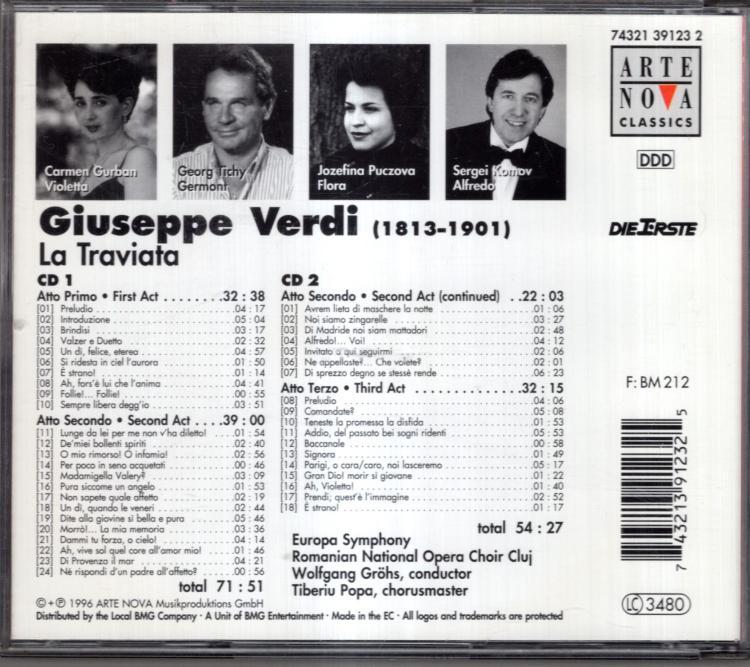 74321 39123 2
ARTE
NOVA
CLASSICS
DDD
DIE ERSTE
Carmen Gurban
Violetta
Georg Tichy
Germont
Jozefina Puczova
Flora
Sergei Komov
Alfredo
Giuseppe Verdi (1813-1901)
La Traviata
CD 1
Atto Primo • First Act ........32 : 38
[01] Preludio 04 : 17
[02] Introduzione 05 : 04
[03] Brindisi 03 : 17
[04] Valzer e Duetto 02 : 32
[05] Un dì, felice, eterea 04 : 57
[06] Si ridesta in ciel l'aurora 01 : 50
[07] È strano! 01 : 14
[08] Ah, fors'è lui che l'anima 04 : 41
[09] Follie!... Follie! 00 : 55
[10] Sempre libera degg'io 03 : 51
Atto Secondo • Second Act ....39 : 00
[11] Lunge da lei per me non v'ha diletto! 01 : 54
[12] De'miei bollenti spiriti 02 : 40
[13] O mio rimorso! O infamia! 02 : 56
[14] Per poco in seno acquetati 00 : 46
[15] Madamigella Valery? 03 : 09
[16] Pura siccome un angelo 01 : 53
[17] Non sapete quale affetto 02 : 19
[18] Un dì, quando le veneri 02 : 44
[19] Dite alla giovine sì bella e pura 05 : 46
[20] Morrò!... La mia memoria 03 : 36
[21] Dammi tu forza, o cielo! 04 : 14
[22] Ah, vive sol quel core all'amor mio! 01 : 46
[23] Di Provenza il mar 04 : 21
[24] Nè rispondi d'un padre all'affetto? 00 : 56
total 71 : 51
CD 2
Atto Secondo • Second Act (continued) ..22 : 03
[01] Avrem lieta di maschere la notte 01 : 06
[02] Noi siamo zingarelle 03 : 27
[03] Di Madride noi siam mattadori 02 : 48
[04] Alfredo!... Voi! 04 : 12
[05] Invitato a qui seguirmi 02 : 06
[06] Ne appellaste?... Che volete? 02 : 01
[07] Di sprezzo degno se stessè rende 06 : 23
Atto Terzo • Third Act ........32 : 15
[08] Preludio 04 : 06
[09] Comandate? 05 : 08
[10] Teneste la promessa la disfida 01 : 53
[11] Addio, del passato bei sogni ridenti 05 : 53
[12] Baccanale 00 : 58
[13] Signora 01 : 49
[14] Parigi, o cara/caro, noi lasceremo 05 : 17
[15] Gran Dio! morir sì giovane 01 : 22
[16] Ah, Violetta! 01 : 40
[17] Prendi; quest'è l'immagine 02 : 52
[18] È strano! 01 : 17
total 54 : 27
Europa Symphony
Romanian National Opera Choir Cluj
Wolfgang Gröhs, conductor
Tiberiu Popa, chorusmaster
F: BM 212
7 43213 91232 5
LC 3480
© + ℗ 1996 ARTE NOVA Musikproduktions GmbH
Distributed by the Local BMG Company · A Unit of BMG Entertainment · Made in the EC · All logos and trademarks are protected